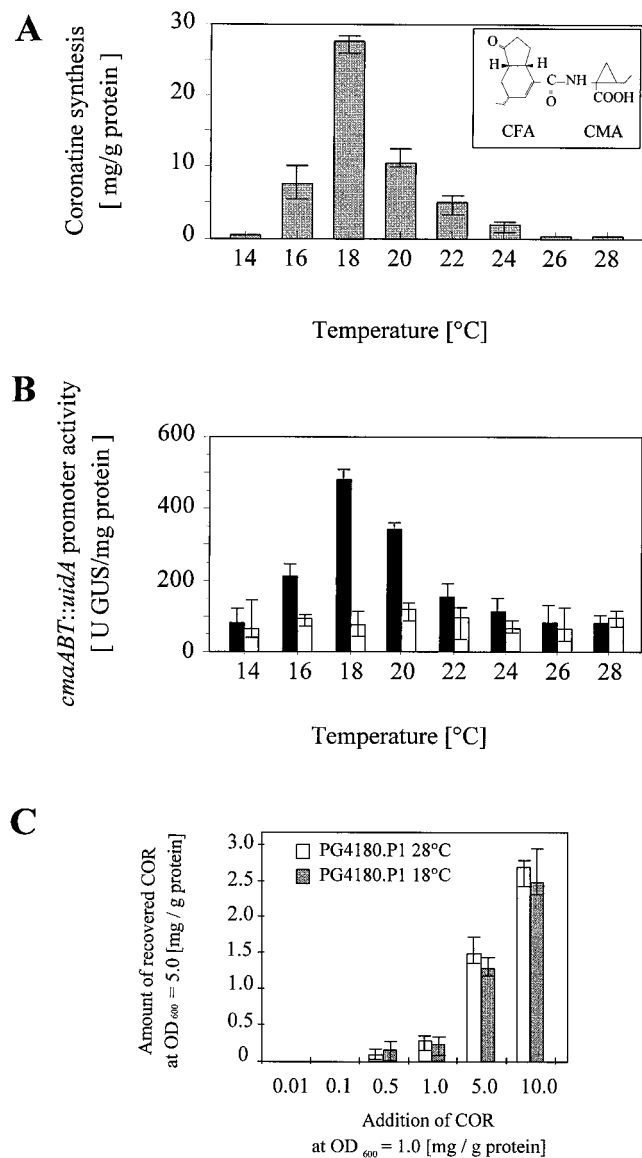 A
Coronatine synthesis
[ mg/g protein ]
30
20
10
0
14 16 18 20 22 24 26 28
Temperature [°C]
O
H
H
C
O
NH
COOH
CFA CMA
B
cmaABT::uidA promoter activity
[ U GUS/mg protein ]
600
400
200
0
14 16 18 20 22 24 26 28
Temperature [°C]
C
Amount of recovered COR
at OD 600 = 5.0 [mg / g protein]
3.0
2.5
2.0
1.5
1.0
0.5
0
PG4180.P1 28°C
PG4180.P1 18°C
0.01 0.1 0.5 1.0 5.0 10.0
Addition of COR
at OD 600 = 1.0 [mg / g protein]